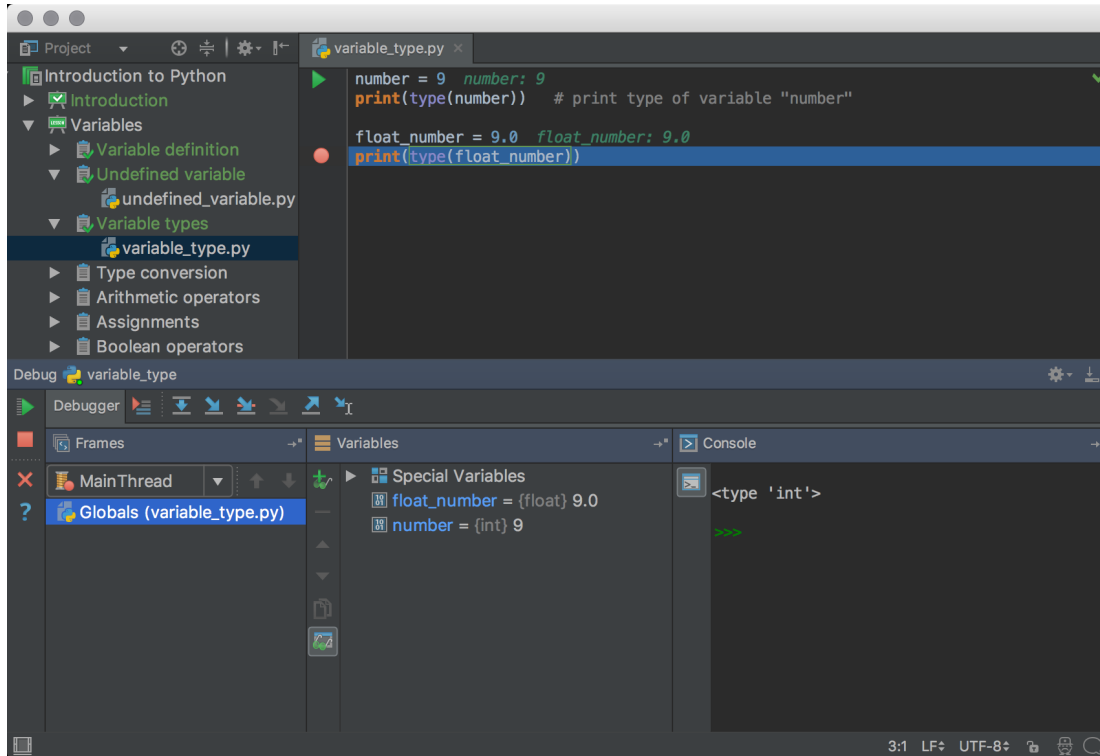 Project
variable_type.py
Introduction to Python
Introduction
Variables
Variable definition
Undefined variable
undefined_variable.py
Variable types
variable_type.py
Type conversion
Arithmetic operators
Assignments
Boolean operators
number = 9 number: 9
print(type(number)) # print type of variable "number"
float_number = 9.0 float_number: 9.0
print(type(float_number))
Debug variable_type
Debugger
Frames
MainThread
Globals (variable_type.py)
Variables
Special Variables
float_number = {float} 9.0
number = {int} 9
Console
<type 'int'>
>>>
3:1 LF UTF-8